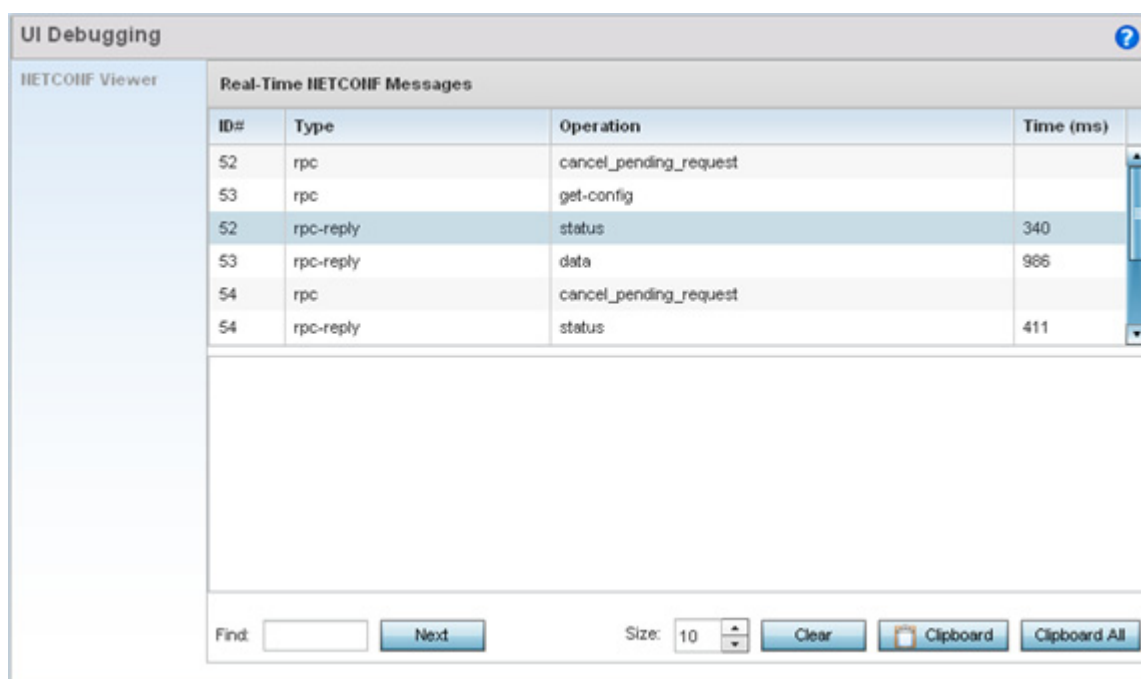 UI Debugging
?
NETCONF Viewer
Real-Time NETCONF Messages
ID# Type Operation Time (ms)
52 rpc cancel_pending_request
53 rpc get-config
52 rpc-reply status 340
53 rpc-reply data 986
54 rpc cancel_pending_request
54 rpc-reply status 411
Find: Next Size: 10 Clear Clipboard Clipboard All